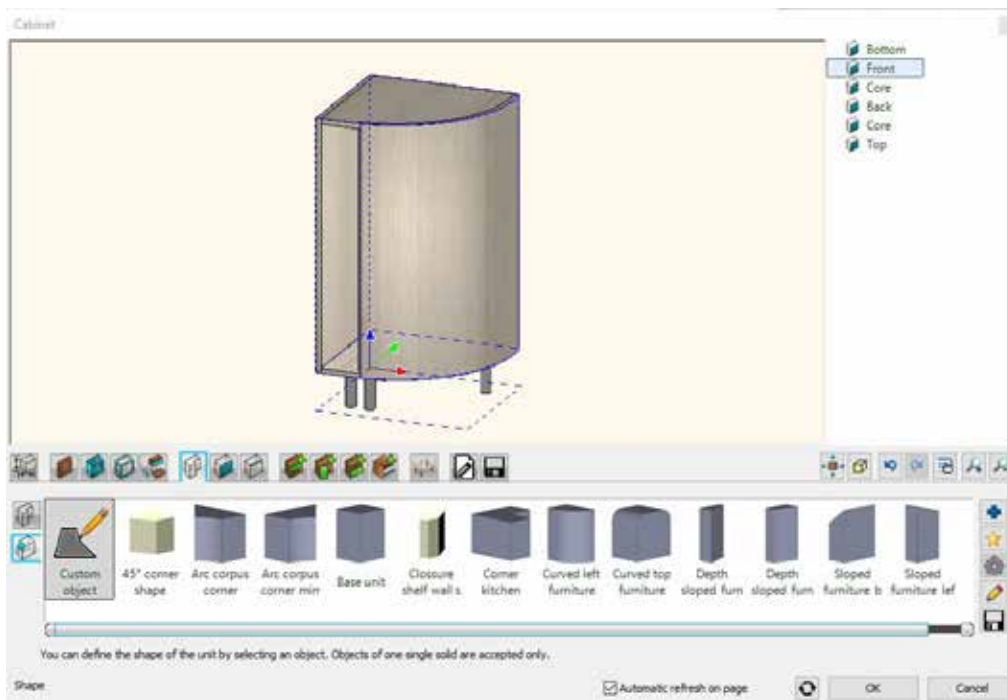 Cabinet
Bottom
Front
Core
Back
Core
Top
Custom object
45° corner shape
Arc corpus corner
Arc corpus corner mirr
Base unit
Closure shelf wall s
Corner kitchen
Curved left furniture
Curved top furniture
Depth sloped furn
Depth sloped furn
Sloped furniture b
Sloped furniture lef
You can define the shape of the unit by selecting an object. Objects of one single solid are accepted only.
Shape
Automatic refresh on page
OK
Cancel